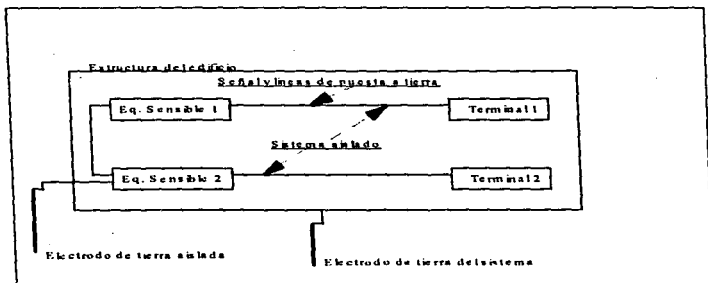 Estructura del edificio
Señal y líneas de puesta a tierra
Eq. Sensible 1
Terminal 1
Sistema aislado
Eq. Sensible 2
Terminal 2
Electrodo de tierra aislada
Electrodo de tierra del sistema